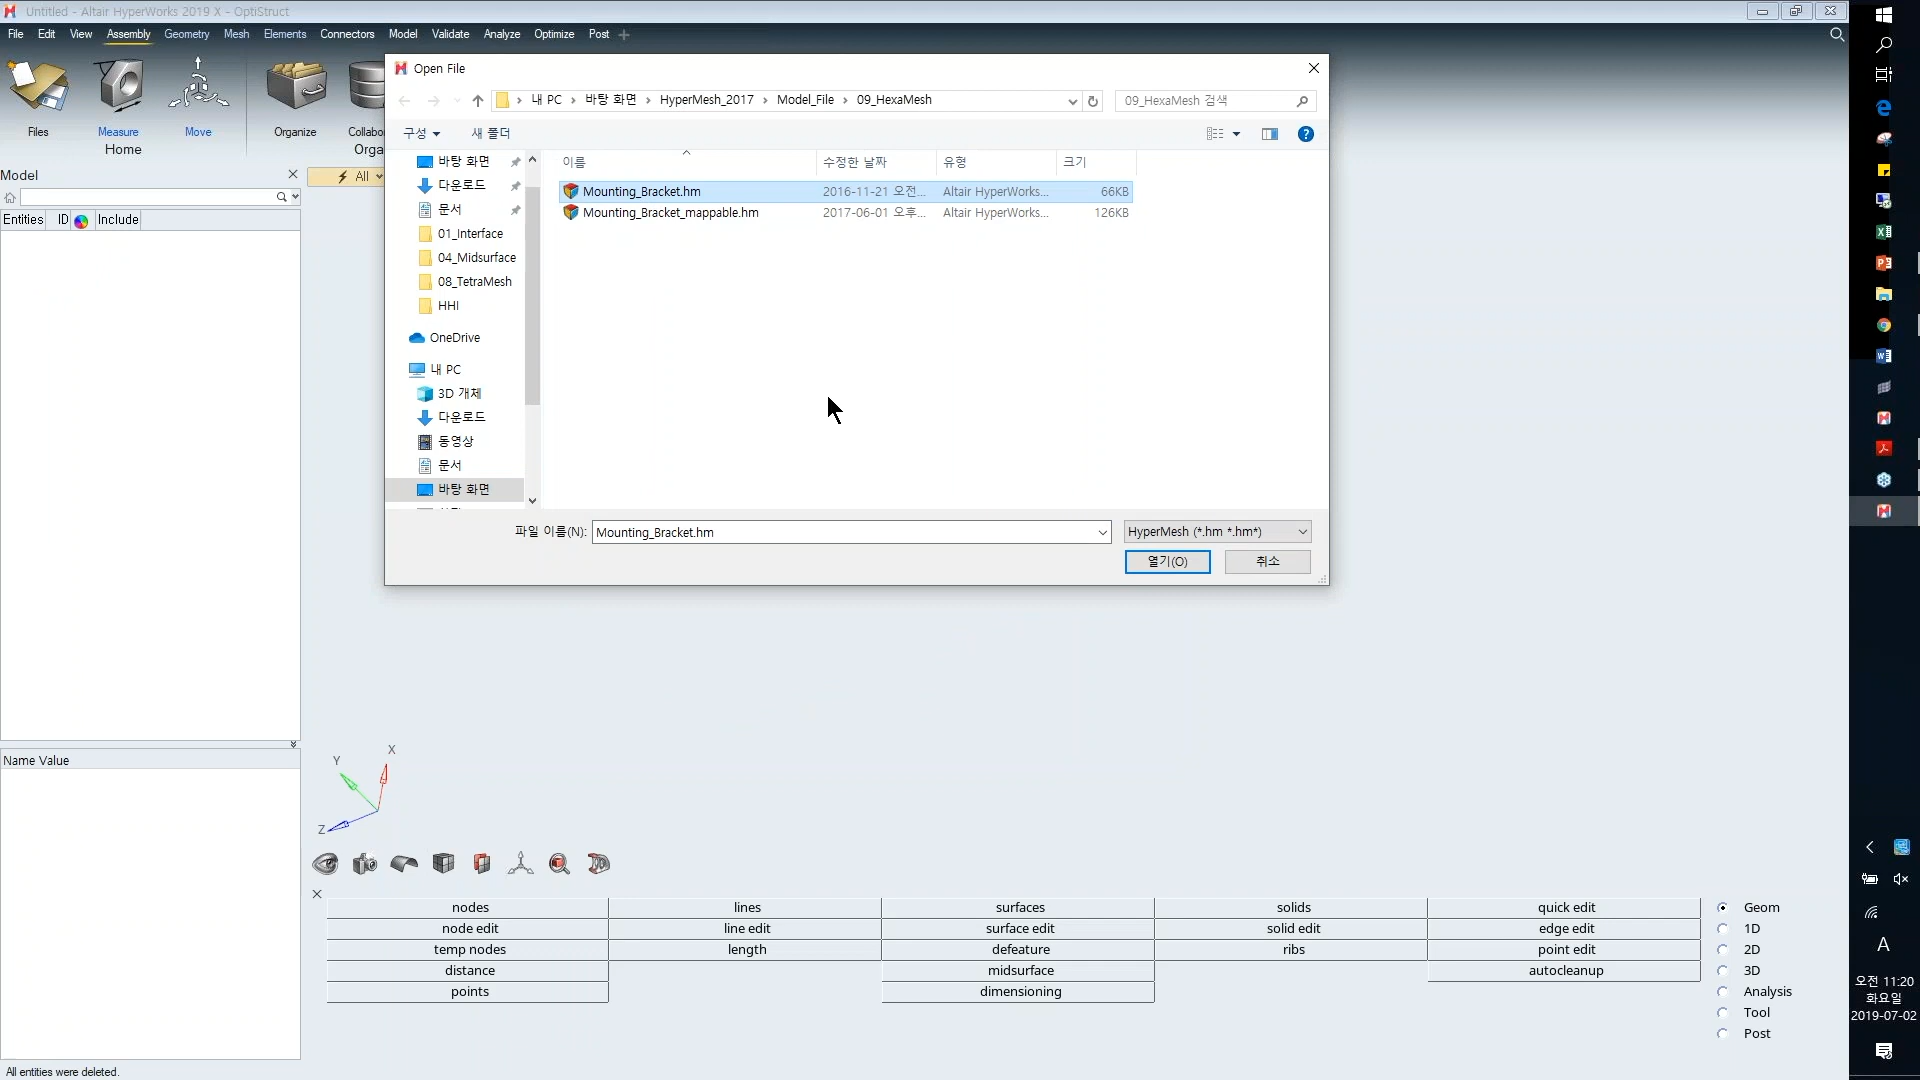 Untitled - Altair HyperWorks 2019 X - OptiStruct
File Edit View Assembly Geometry Mesh Elements Connectors Model Validate Analyze Optimize Post
Files Measure Move Organize Collabo
Home Orga
Model
All
Entities ID Include
Name Value
All entities were deleted.
Open File
내 PC 바탕 화면 HyperMesh_2017 Model_File 09_HexaMesh
09_HexaMesh 검색
구성 새 폴더
바탕 화면
다운로드
문서
01_Interface
04_Midsurface
08_TetraMesh
HHI
OneDrive
내 PC
3D 개체
다운로드
동영상
문서
바탕 화면
이름 수정한 날짜 유형 크기
Mounting_Bracket.hm 2016-11-21 오전... Altair HyperWorks... 66KB
Mounting_Bracket_mappable.hm 2017-06-01 오후... Altair HyperWorks... 126KB
파일 이름(N): Mounting_Bracket.hm HyperMesh (*.hm *.hm*)
열기(O) 취소
X
Y
Z
nodes lines surfaces solids quick edit Geom
node edit line edit surface edit solid edit edge edit 1D
temp nodes length defeature ribs point edit 2D
distance midsurface autocleanup 3D
points dimensioning Analysis
Tool
Post
A
오전 11:20
화요일
2019-07-02